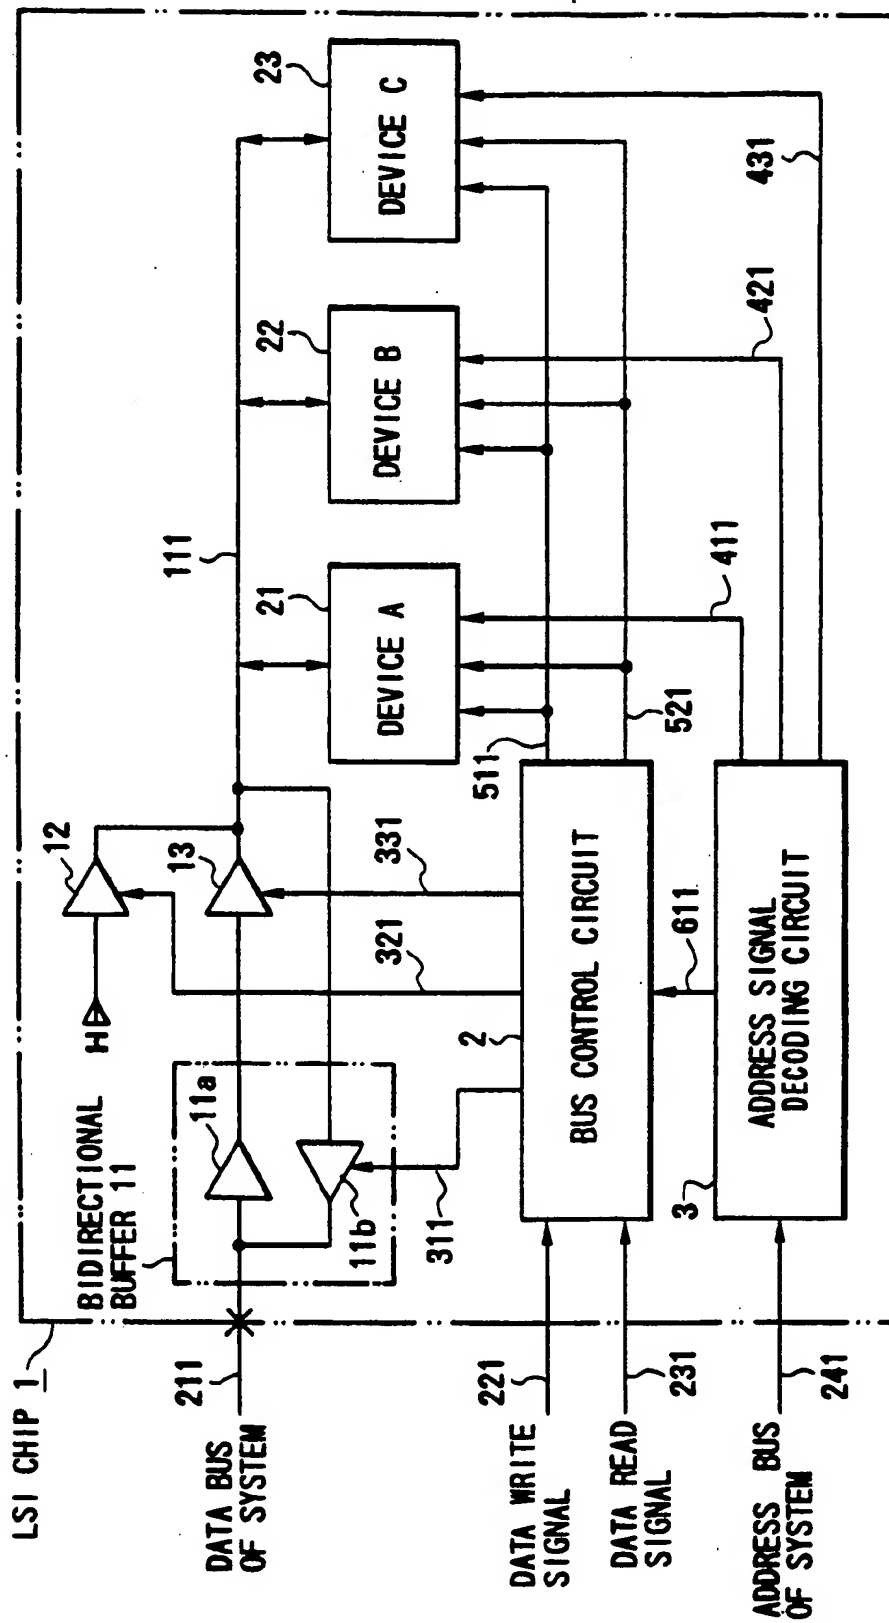 LSI CHIP 1
BIDIRECTIONAL
BUFFER 11
11a
11b
H
12
13
111
21
DEVICE A
22
DEVICE B
23
DEVICE C
211
DATA BUS
OF SYSTEM
311
321
331
2
BUS CONTROL CIRCUIT
511
521
411
421
431
221
DATA WRITE
SIGNAL
231
DATA READ
SIGNAL
611
3
ADDRESS SIGNAL
DECODING CIRCUIT
241
ADDRESS BUS
OF SYSTEM